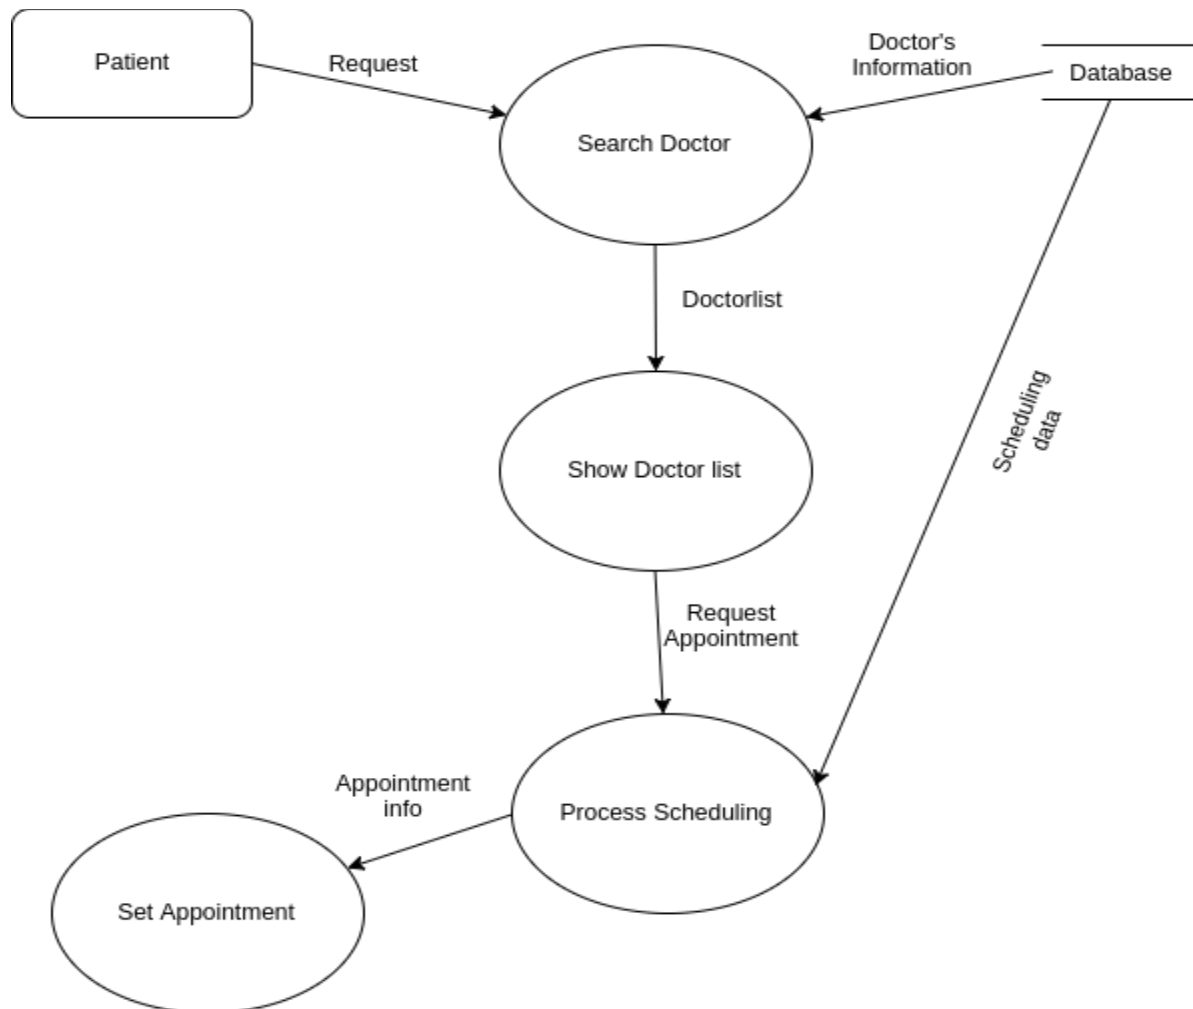 Patient
Request
Doctor's
Information
Database
Search Doctor
Doctorlist
Scheduling
data
Show Doctor list
Request
Appointment
Appointment
info
Process Scheduling
Set Appointment